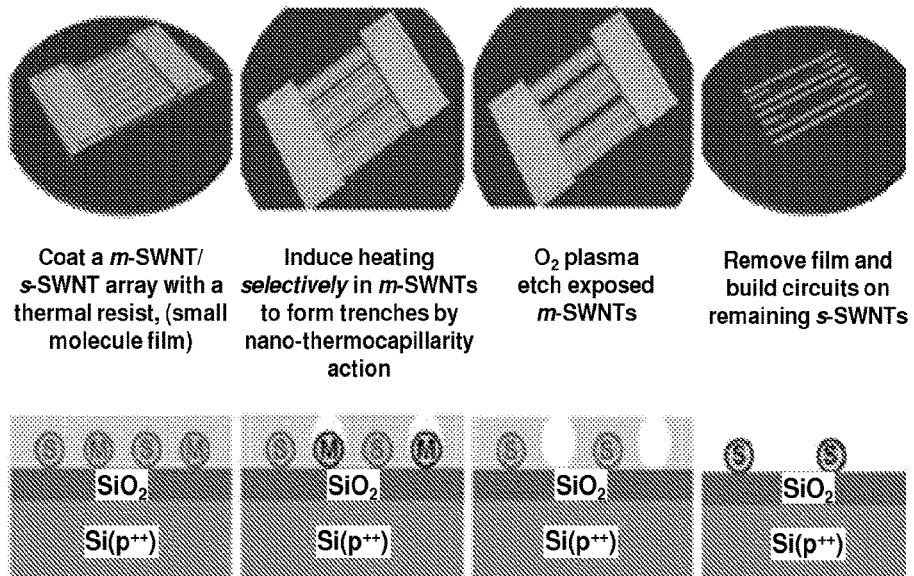 Coat a m-SWNT/
s-SWNT array with a
thermal resist, (small
molecule film)
Induce heating
selectively in m-SWNTs
to form trenches by
nano-thermocapillarity
action
O₂ plasma
etch exposed
m-SWNTs
Remove film and
build circuits on
remaining s-SWNTs
S M S M
SiO₂
Si(p⁺⁺)
S M S M
SiO₂
Si(p⁺⁺)
S S
SiO₂
Si(p⁺⁺)
S S
SiO₂
Si(p⁺⁺)